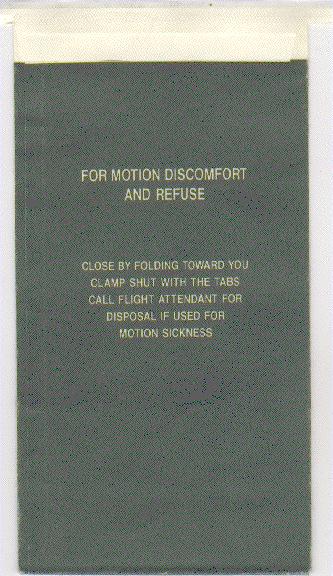 FOR MOTION DISCOMFORT
AND REFUSE
CLOSE BY FOLDING TOWARD YOU
CLAMP SHUT WITH THE TABS
CALL FLIGHT ATTENDANT FOR
DISPOSAL IF USED FOR
MOTION SICKNESS